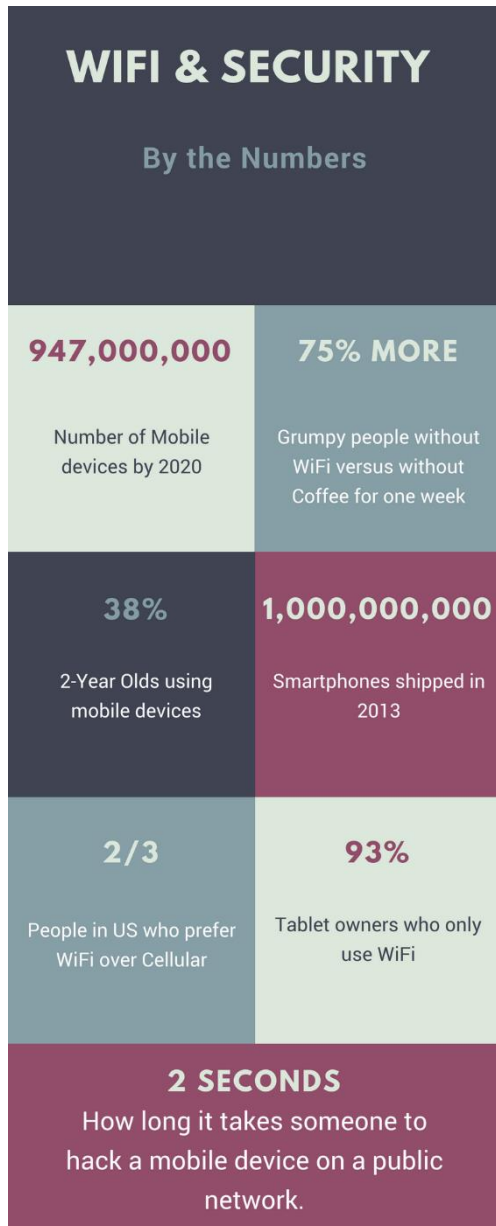 WIFI & SECURITY
By the Numbers
947,000,000
Number of Mobile
devices by 2020
75% MORE
Grumpy people without
WiFi versus without
Coffee for one week
38%
2-Year Olds using
mobile devices
1,000,000,000
Smartphones shipped in
2013
2/3
People in US who prefer
WiFi over Cellular
93%
Tablet owners who only
use WiFi
2 SECONDS
How long it takes someone to
hack a mobile device on a public
network.